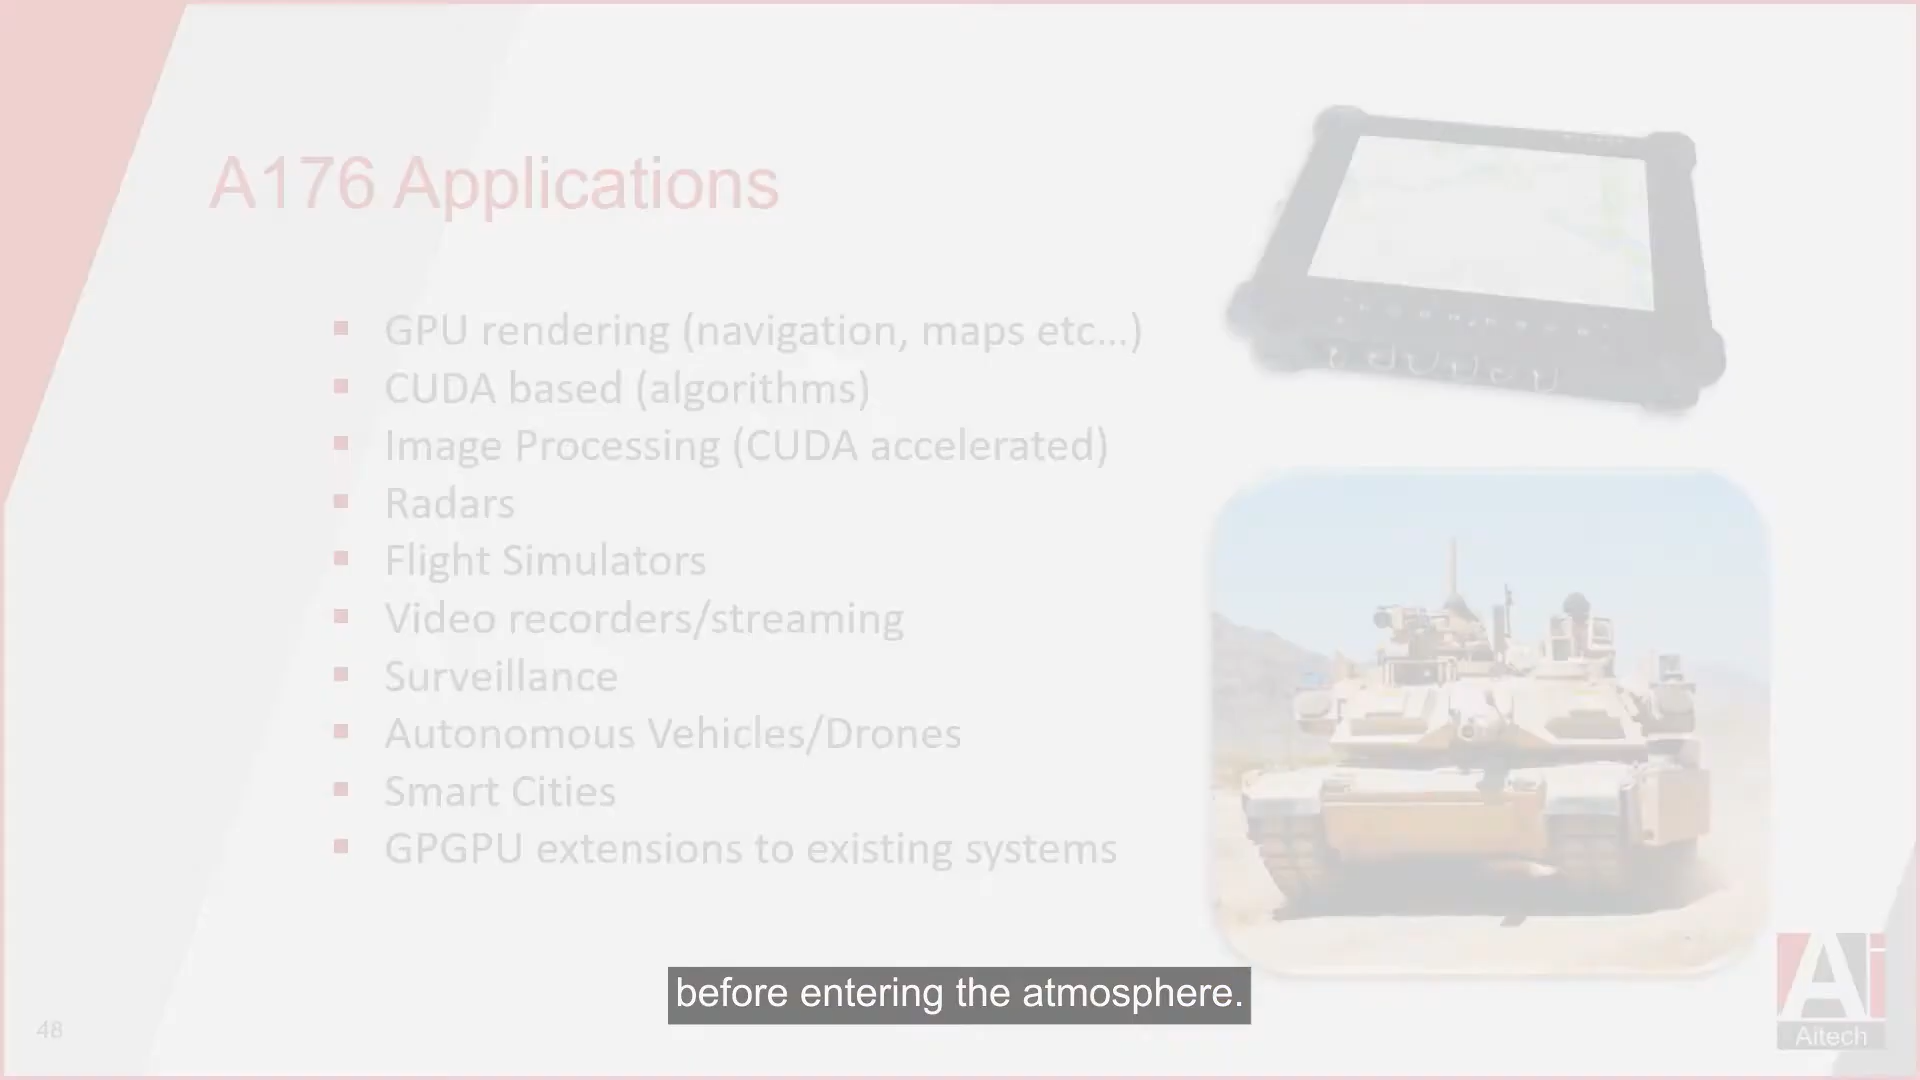 A176 Applications
GPU rendering (navigation, maps etc...)
CUDA based (algorithms)
Image Processing (CUDA accelerated)
Radars
Flight Simulators
Video recorders/streaming
Surveillance
Autonomous Vehicles/Drones
Smart Cities
GPGPU extensions to existing systems
before entering the atmosphere.
48
Ai
Aitech